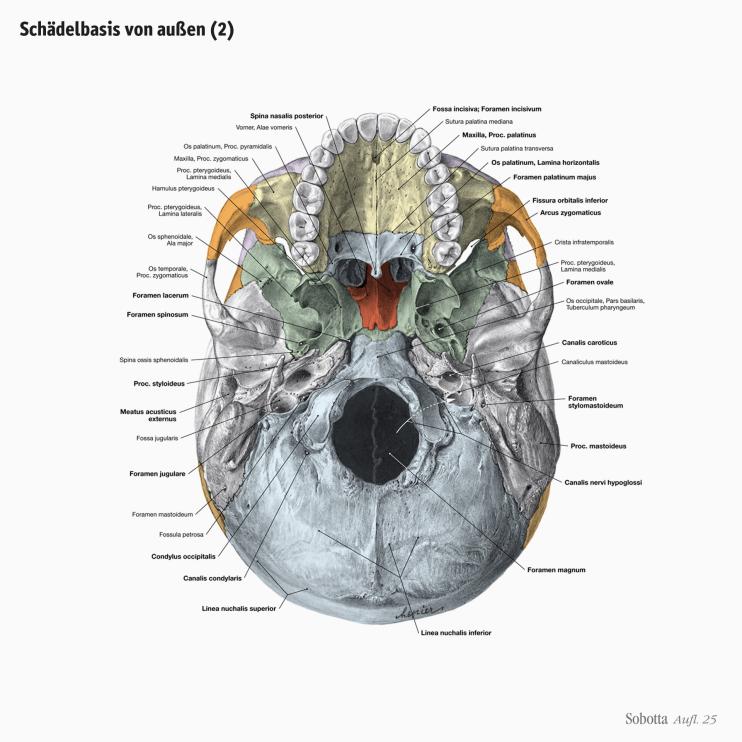 Schädelbasis von außen (2)
Spina nasalis posterior
Vomer, Alae vomeris
Os palatinum, Proc. pyramidalis
Maxilla, Proc. zygomaticus
Proc. pterygoideus,
Lamina medialis
Hamulus pterygoideus
Proc. pterygoideus,
Lamina lateralis
Os sphenoidale,
Ala major
Os temporale,
Proc. zygomaticus
Foramen lacerum
Foramen spinosum
Spina ossis sphenoidalis
Proc. styloideus
Meatus acusticus
externus
Fossa jugularis
Foramen jugulare
Foramen mastoideum
Fossula petrosa
Condylus occipitalis
Canalis condylaris
Linea nuchalis superior
Fossa incisiva; Foramen incisivum
Sutura palatina mediana
Maxilla, Proc. palatinus
Sutura palatina transversa
Os palatinum, Lamina horizontalis
Foramen palatinum majus
Fissura orbitalis inferior
Arcus zygomaticus
Crista infratemporalis
Proc. pterygoideus,
Lamina medialis
Foramen ovale
Os occipitale, Pars basilaris,
Tuberculum pharyngeum
Canalis caroticus
Canaliculus mastoideus
Foramen
stylomastoideum
Proc. mastoideus
Canalis nervi hypoglossi
Foramen magnum
Linea nuchalis inferior
Sobotta Aufl. 25